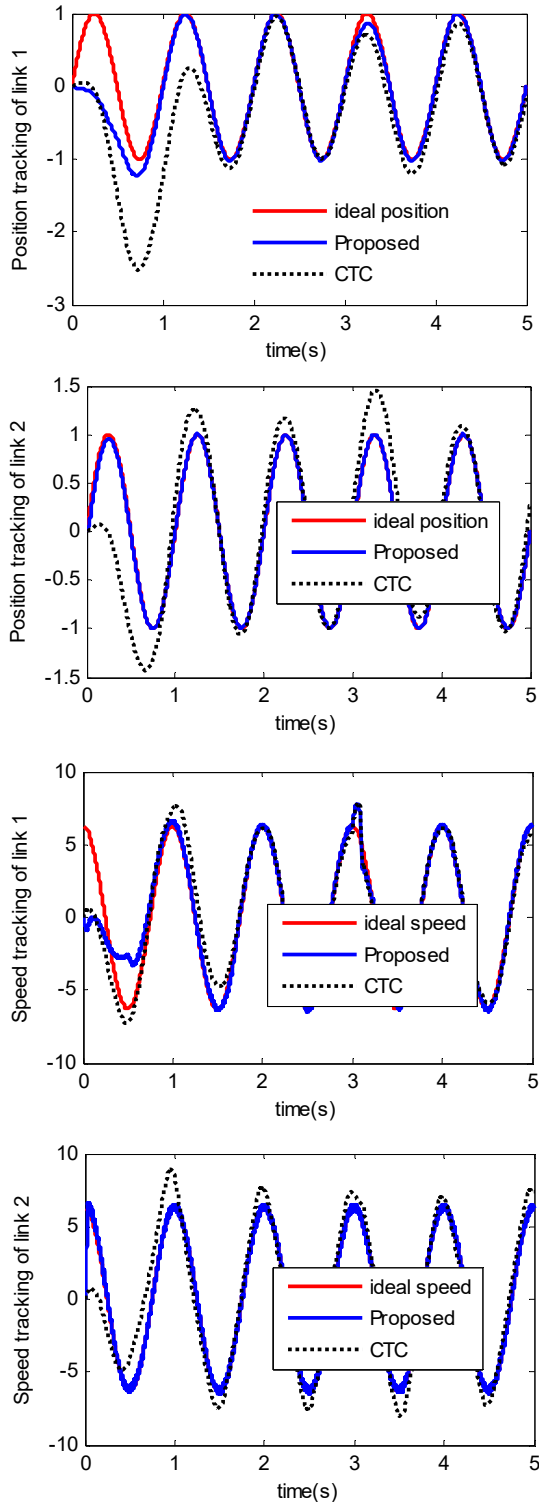 Position tracking of link 1
1
0
-1
-2
-3
ideal position
Proposed
CTC
0 1 2 3 4 5
time(s)
Position tracking of link 2
1.5
1
0.5
0
-0.5
-1
-1.5
ideal position
Proposed
CTC
0 1 2 3 4 5
time(s)
Speed tracking of link 1
10
5
0
-5
-10
ideal speed
Proposed
CTC
0 1 2 3 4 5
time(s)
Speed tracking of link 2
10
5
0
-5
-10
ideal speed
Proposed
CTC
0 1 2 3 4 5
time(s)